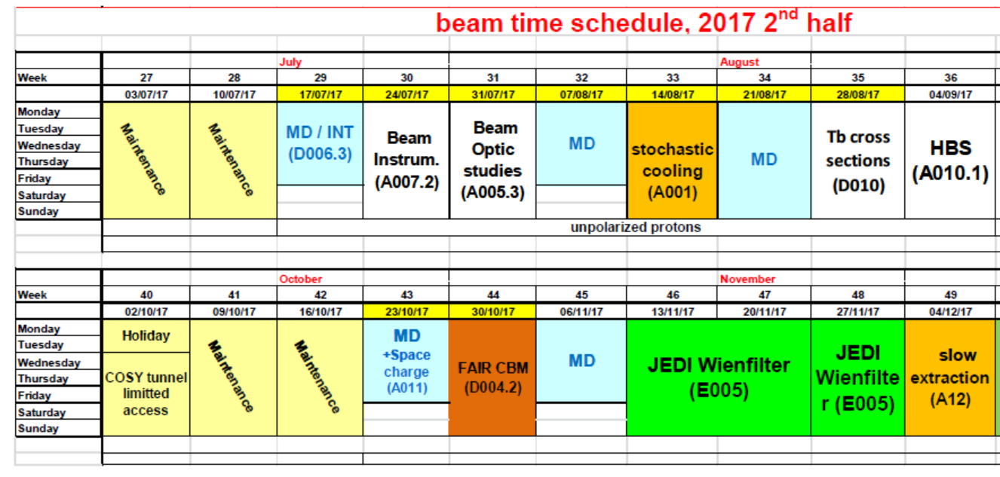 beam time schedule, 2017 2nd half
July August
Week 27 28 29 30 31 32 33 34 35 36
03/07/17 10/07/17 17/07/17 24/07/17 31/07/17 07/08/17 14/08/17 21/08/17 28/08/17 04/09/17
Monday
Tuesday
Wednesday
Thursday
Friday
Saturday
Sunday
Maintenance
Maintenance
MD / INT
(D006.3)
Beam
Instrum.
(A007.2)
Beam
Optic
studies
(A005.3)
MD
stochastic
cooling
(A001)
MD
Tb cross
sections
(D010)
HBS
(A010.1)
unpolarized protons
October November
Week 40 41 42 43 44 45 46 47 48 49
02/10/17 09/10/17 16/10/17 23/10/17 30/10/17 06/11/17 13/11/17 20/11/17 27/11/17 04/12/17
Monday
Tuesday
Wednesday
Thursday
Friday
Saturday
Sunday
Holiday
COSY tunnel
limitted
access
Maintenance
Maintenance
MD
+Space
charge
(A011)
FAIR CBM
(D004.2)
MD
JEDI Wienfilter
(E005)
JEDI
Wienfilte
r (E005)
slow
extraction
(A12)